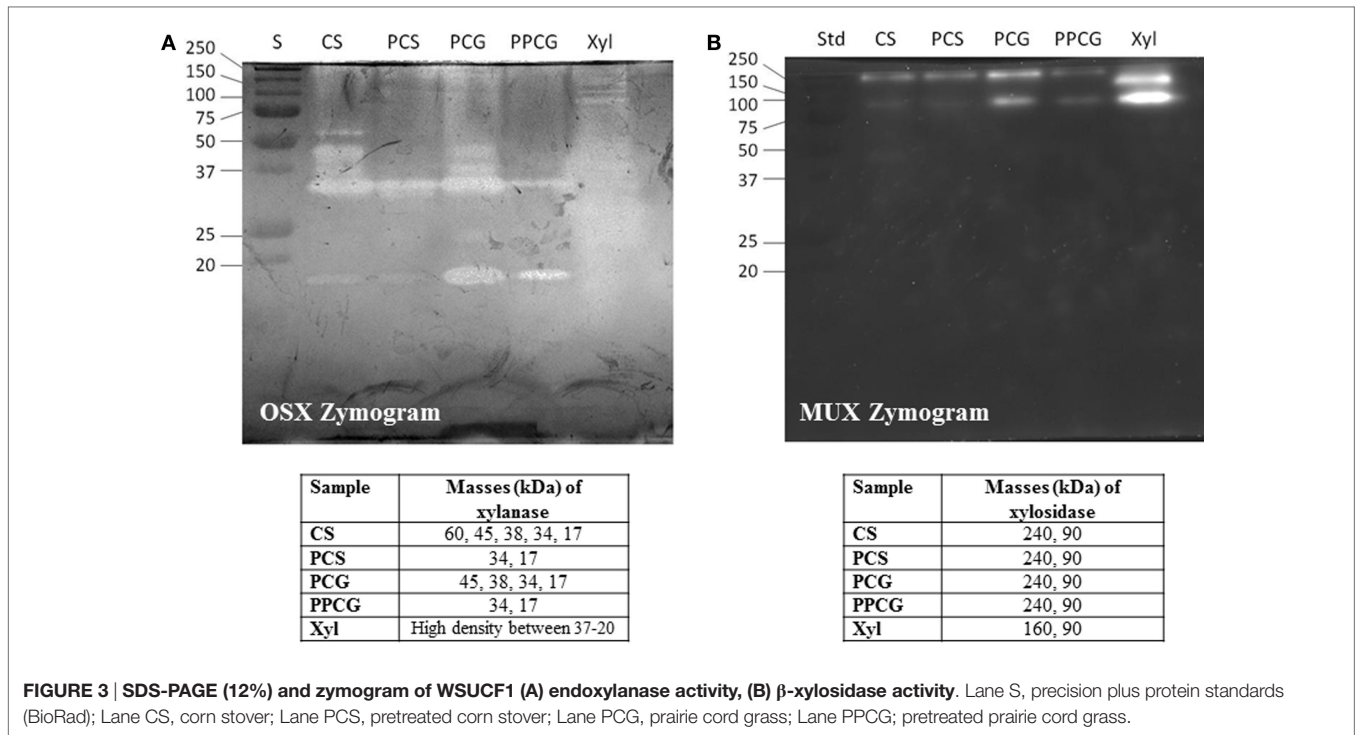 A
S CS PCS PCG PPCG Xyl
250
150
100
75
50
37
25
20
OSX Zymogram
B
Std CS PCS PCG PPCG Xyl
250
150
100
75
50
37
25
20
MUX Zymogram
Sample Masses (kDa) of xylanase
CS 60, 45, 38, 34, 17
PCS 34, 17
PCG 45, 38, 34, 17
PPCG 34, 17
Xyl High density between 37-20
Sample Masses (kDa) of xylosidase
CS 240, 90
PCS 240, 90
PCG 240, 90
PPCG 240, 90
Xyl 160, 90
FIGURE 3 | SDS-PAGE (12%) and zymogram of WSUCF1 (A) endoxylanase activity, (B) β-xylosidase activity. Lane S, precision plus protein standards
(BioRad); Lane CS, corn stover; Lane PCS, pretreated corn stover; Lane PCG, prairie cord grass; Lane PPCG; pretreated prairie cord grass.